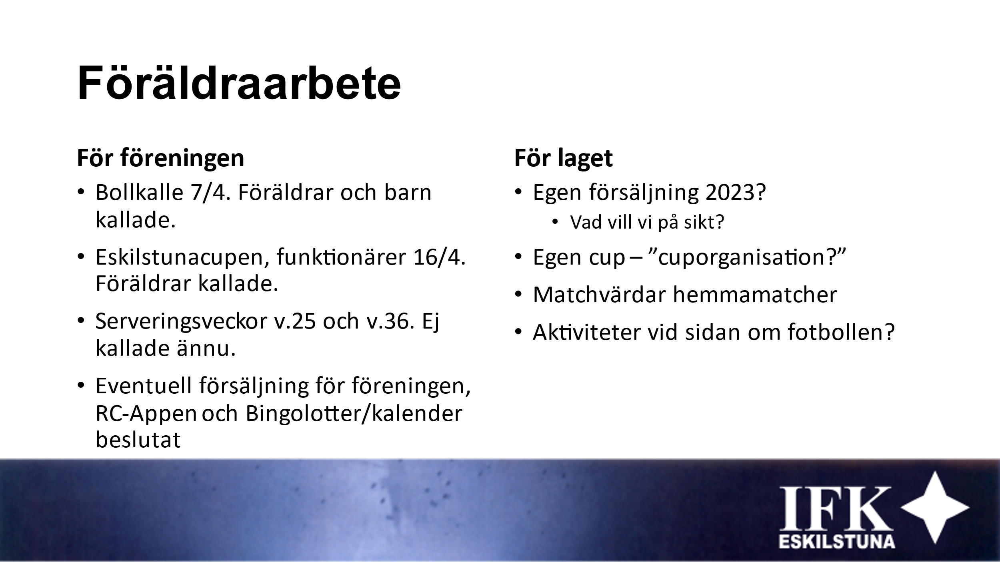 Föräldraarbete
För föreningen
• Bollkalle 7/4. Föräldrar och barn
kallade.
• Eskilstunacupen, funktionärer 16/4.
Föräldrar kallade.
• Serveringsveckor v.25 och v.36. Ej
kallade ännu.
• Eventuell försäljning för föreningen,
RC-Appen och Bingolotter/kalender
beslutat
För laget
• Egen försäljning 2023?
• Vad vill vi på sikt?
• Egen cup – ”cuporganisation?”
• Matchvärdar hemmamatcher
• Aktiviteter vid sidan om fotbollen?
IFK
ESKILSTUNA